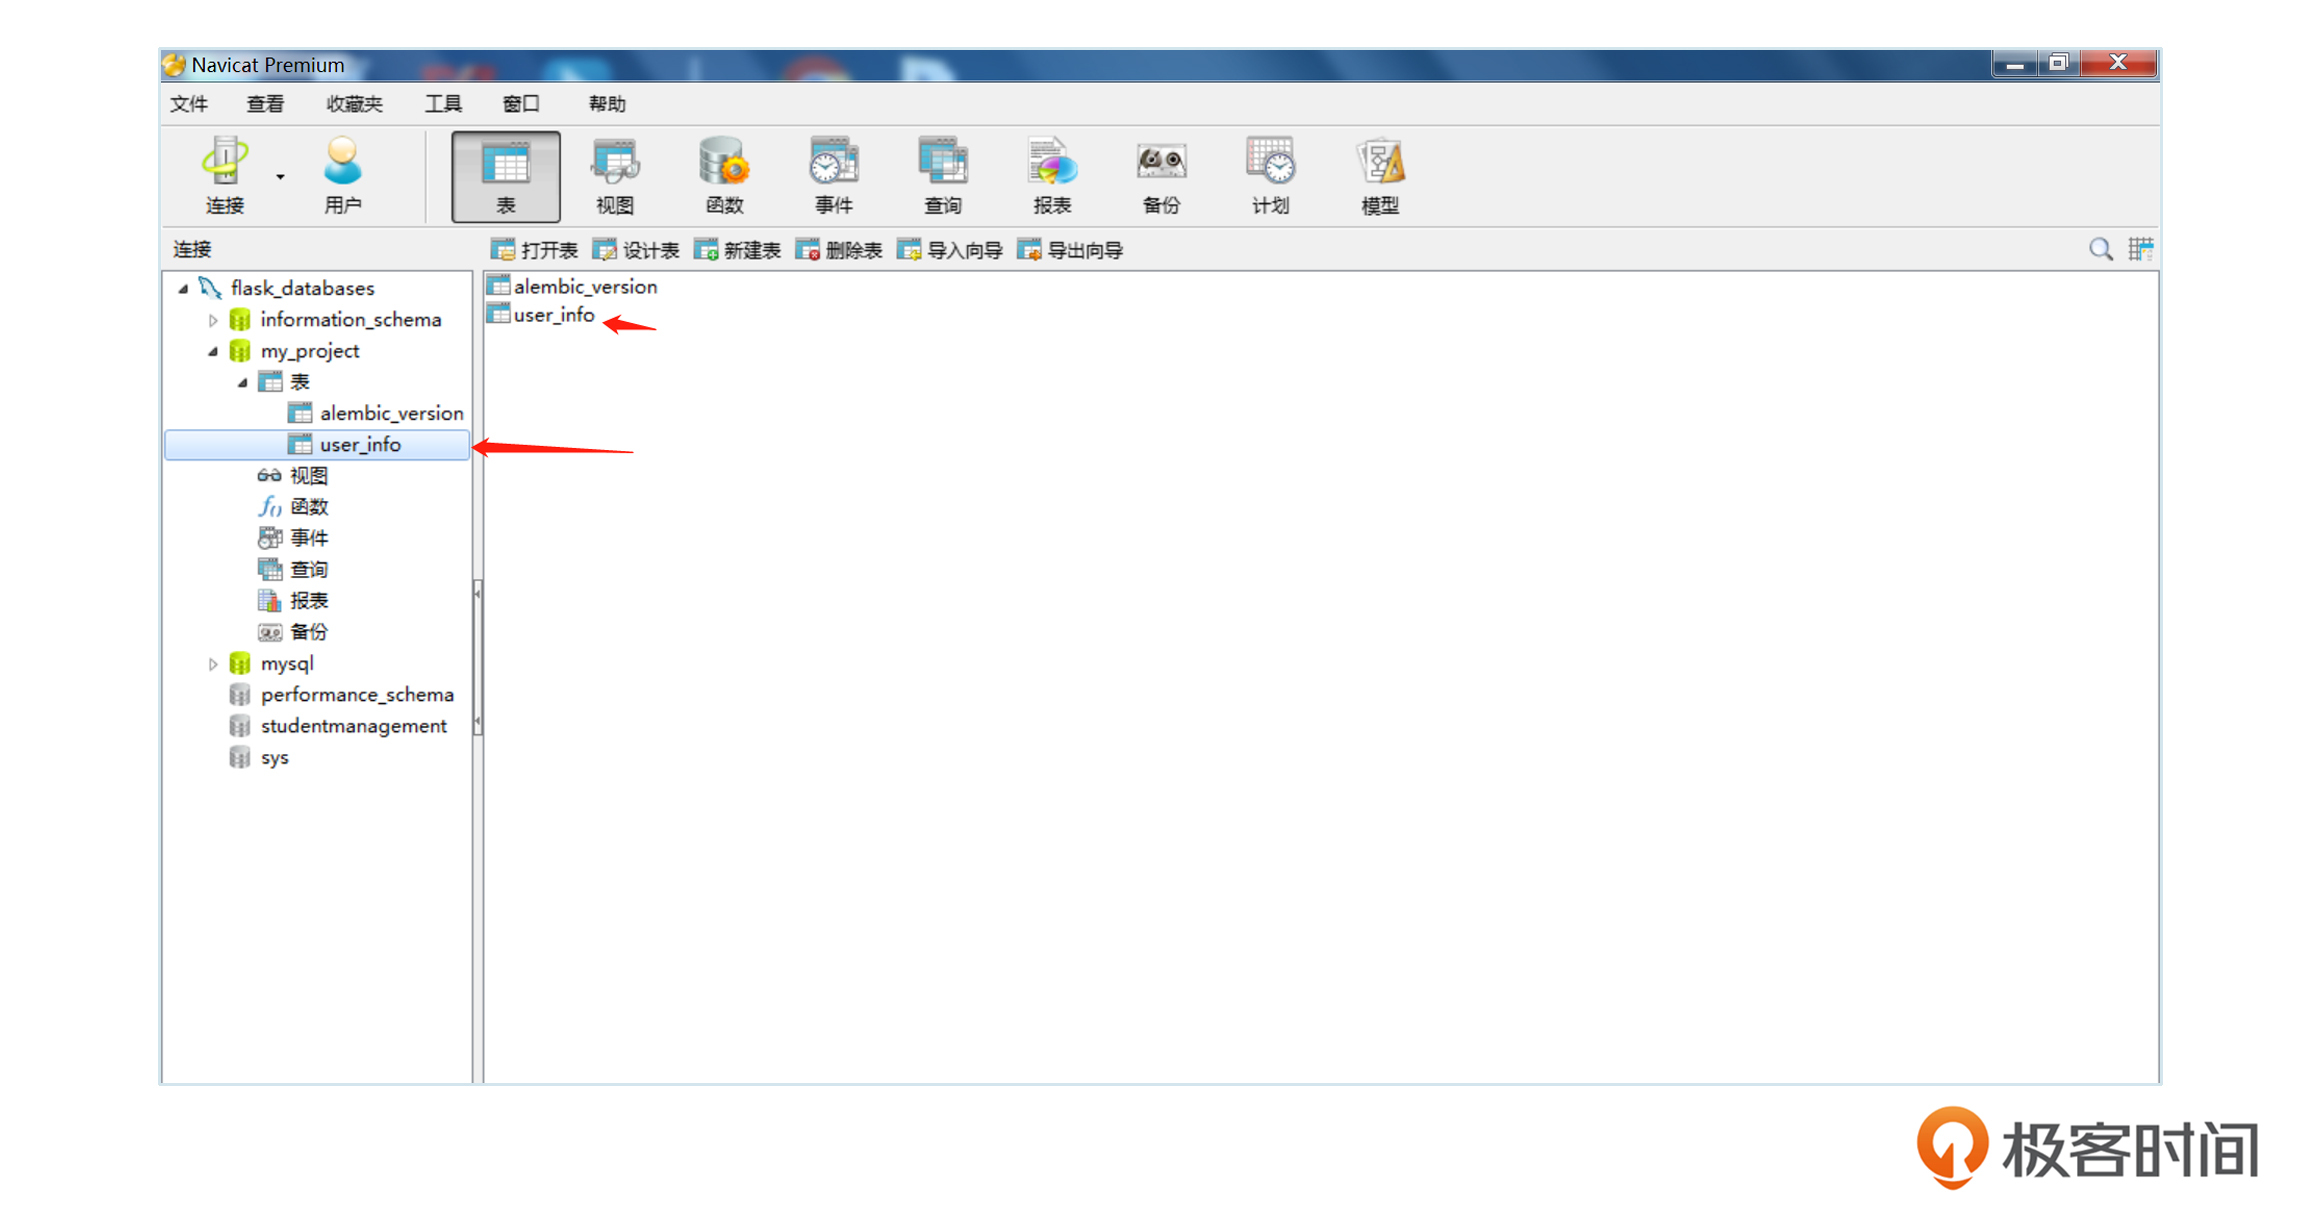 Navicat Premium
文件 查看 收藏夹 工具 窗口 帮助
连接 用户 表 视图 函数 事件 查询 报表 备份 计划 模型
连接 打开表 设计表 新建表 删除表 导入向导 导出向导
flask_databases
information_schema
my_project
表
alembic_version
user_info
视图
函数
事件
查询
报表
备份
mysql
performance_schema
studentmanagement
sys
alembic_version
user_info
极客时间